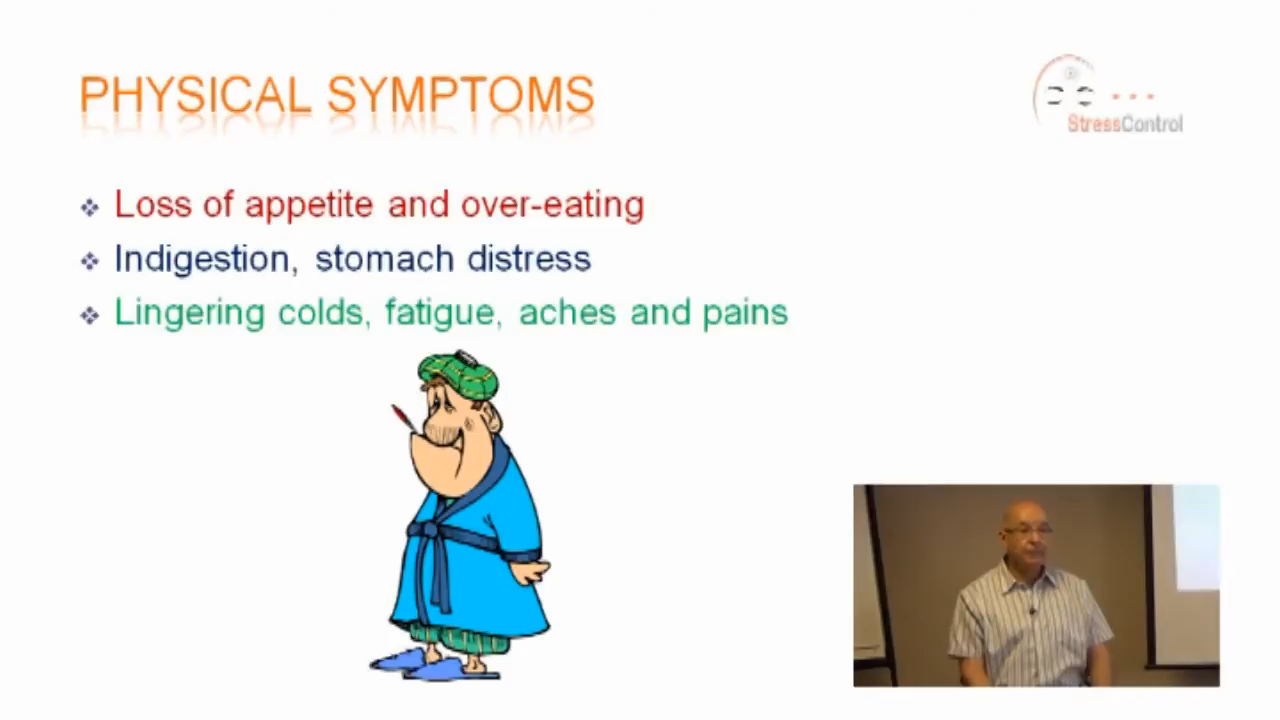 PHYSICAL SYMPTOMS
StressControl
Loss of appetite and over-eating
Indigestion, stomach distress
Lingering colds, fatigue, aches and pains